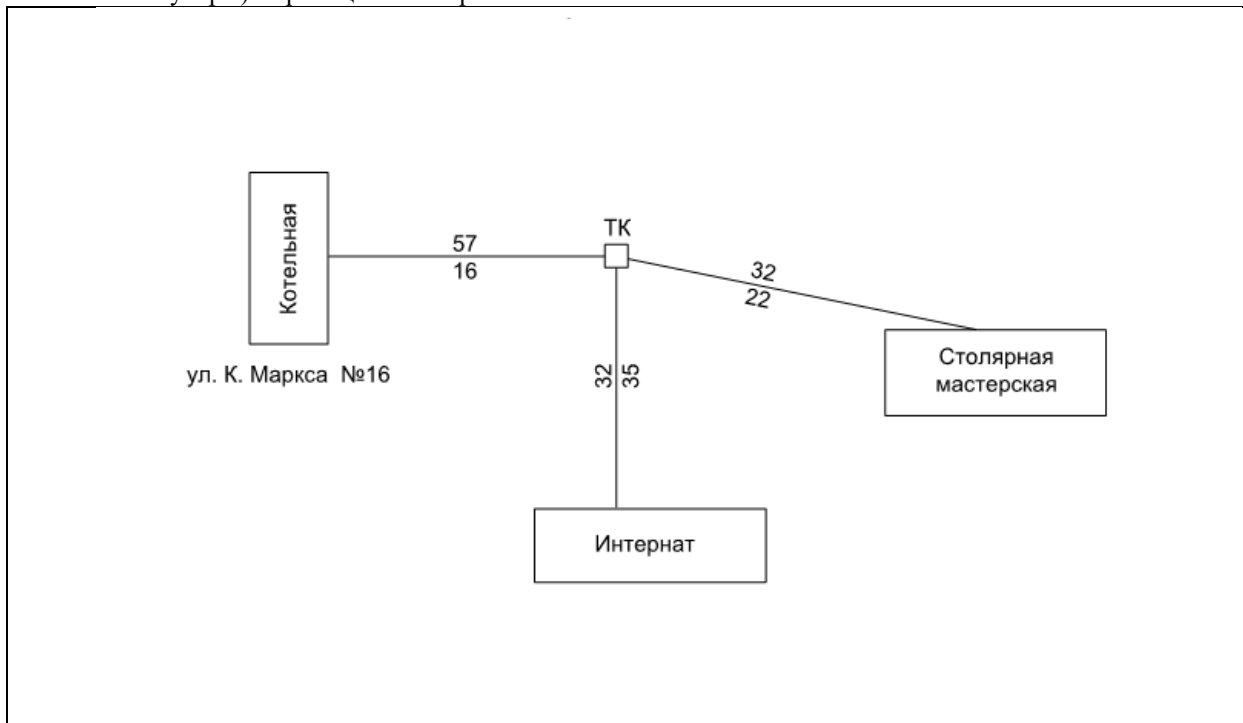 ТК
57
16
Котельная
32
22
ул. К. Маркса №16
32
35
Столярная
мастерская
Интернат